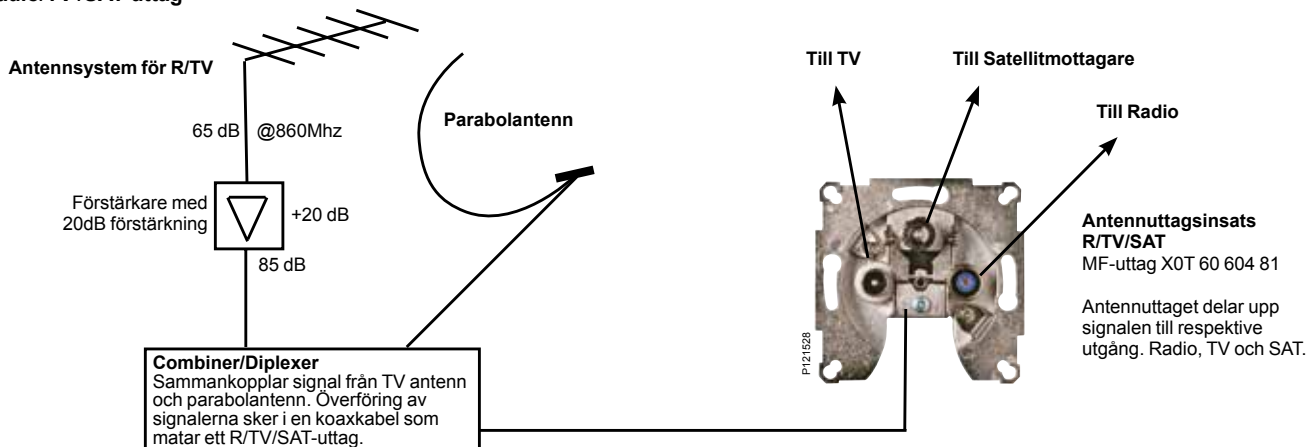 Antennsystem för R/TV
65 dB @860Mhz
Förstärkare med
20dB förstärkning
+20 dB
85 dB
Parabolantenn
Combiner/Diplexer
Sammankopplar signal från TV antenn
och parabolantenn. Överföring av
signalerna sker i en koaxkabel som
matar ett R/TV/SAT-uttag.
Till TV
Till Satellitmottagare
Till Radio
P121528
Antennuttagsinsats
R/TV/SAT
MF-uttag X0T 60 604 81
Antennuttaget delar upp
signalen till respektive
utgång. Radio, TV och SAT.